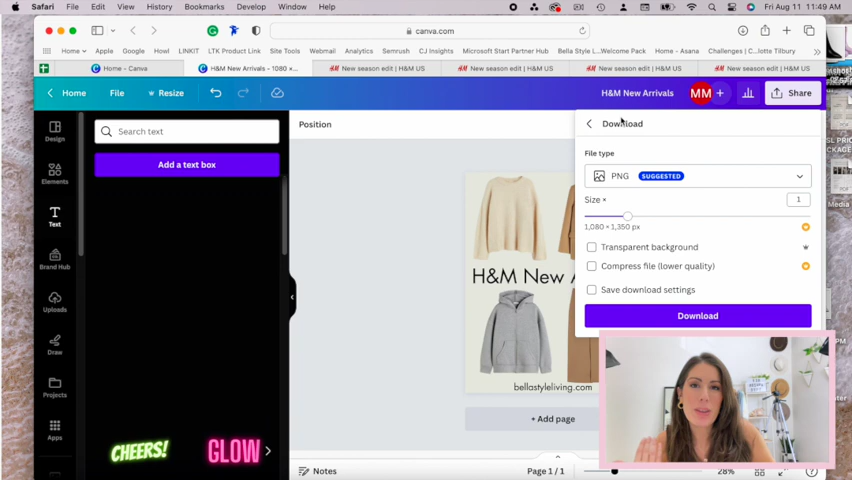 Safari File Edit View History Bookmarks Develop Window Help Fri Aug 11 11:49 AM
canva.com
Home Apple Howl LINKIT LTK Product Link Site Tools Webmail Analytics Semrush CJ Insights Microsoft Start Partner Hub Bella Style L...Welcome Pack Home - Asana Challenges | C...lotte Tilbury
Home – Canva H&M New Arrivals - 1080 ×... New season edit | H&M US New season edit | H&M US New season edit | H&M US New season edit | H&M US
Home File Resize H&M New Arrivals MM + Share
Design
Elements
Text
Brand Hub
Uploads
Draw
Projects
Apps
Search text
Add a text box
CHEERS!
GLOW
Position
H&M New A
bellastyleliving.com
+ Add page
Download
File type
PNG SUGGESTED
Size × 1
1,080 × 1,350 px
Transparent background
Compress file (lower quality)
Save download settings
Download
Notes Page 1 / 1 28%
SL PRIC
PACKAGE
Media
PM